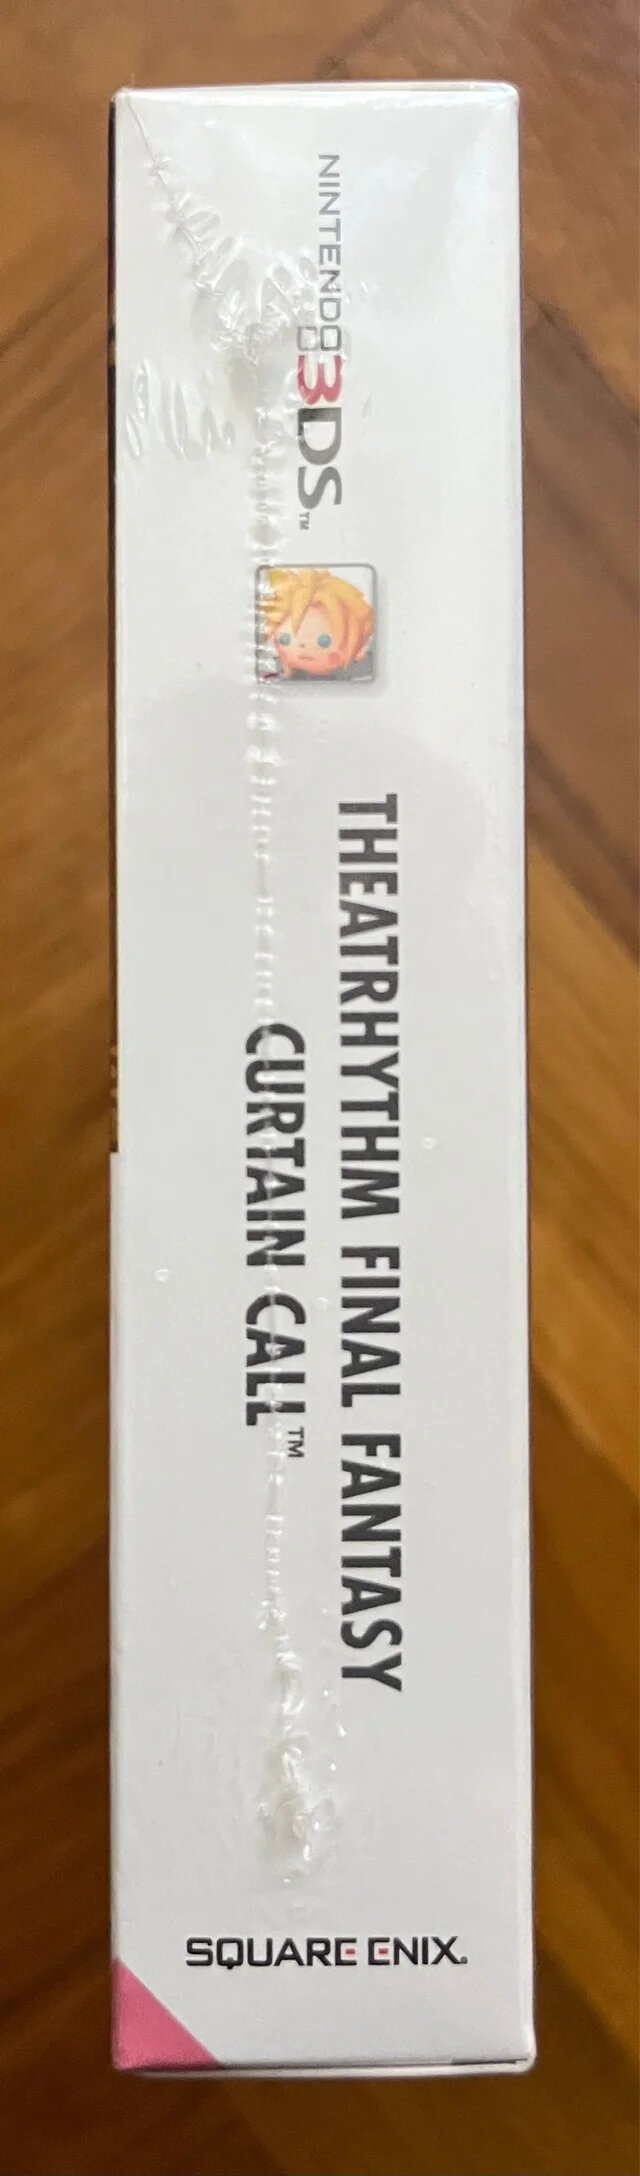 NINTENDO 3DS™
THEATRHYTHM FINAL FANTASY
CURTAIN CALL™
SQUARE ENIX®